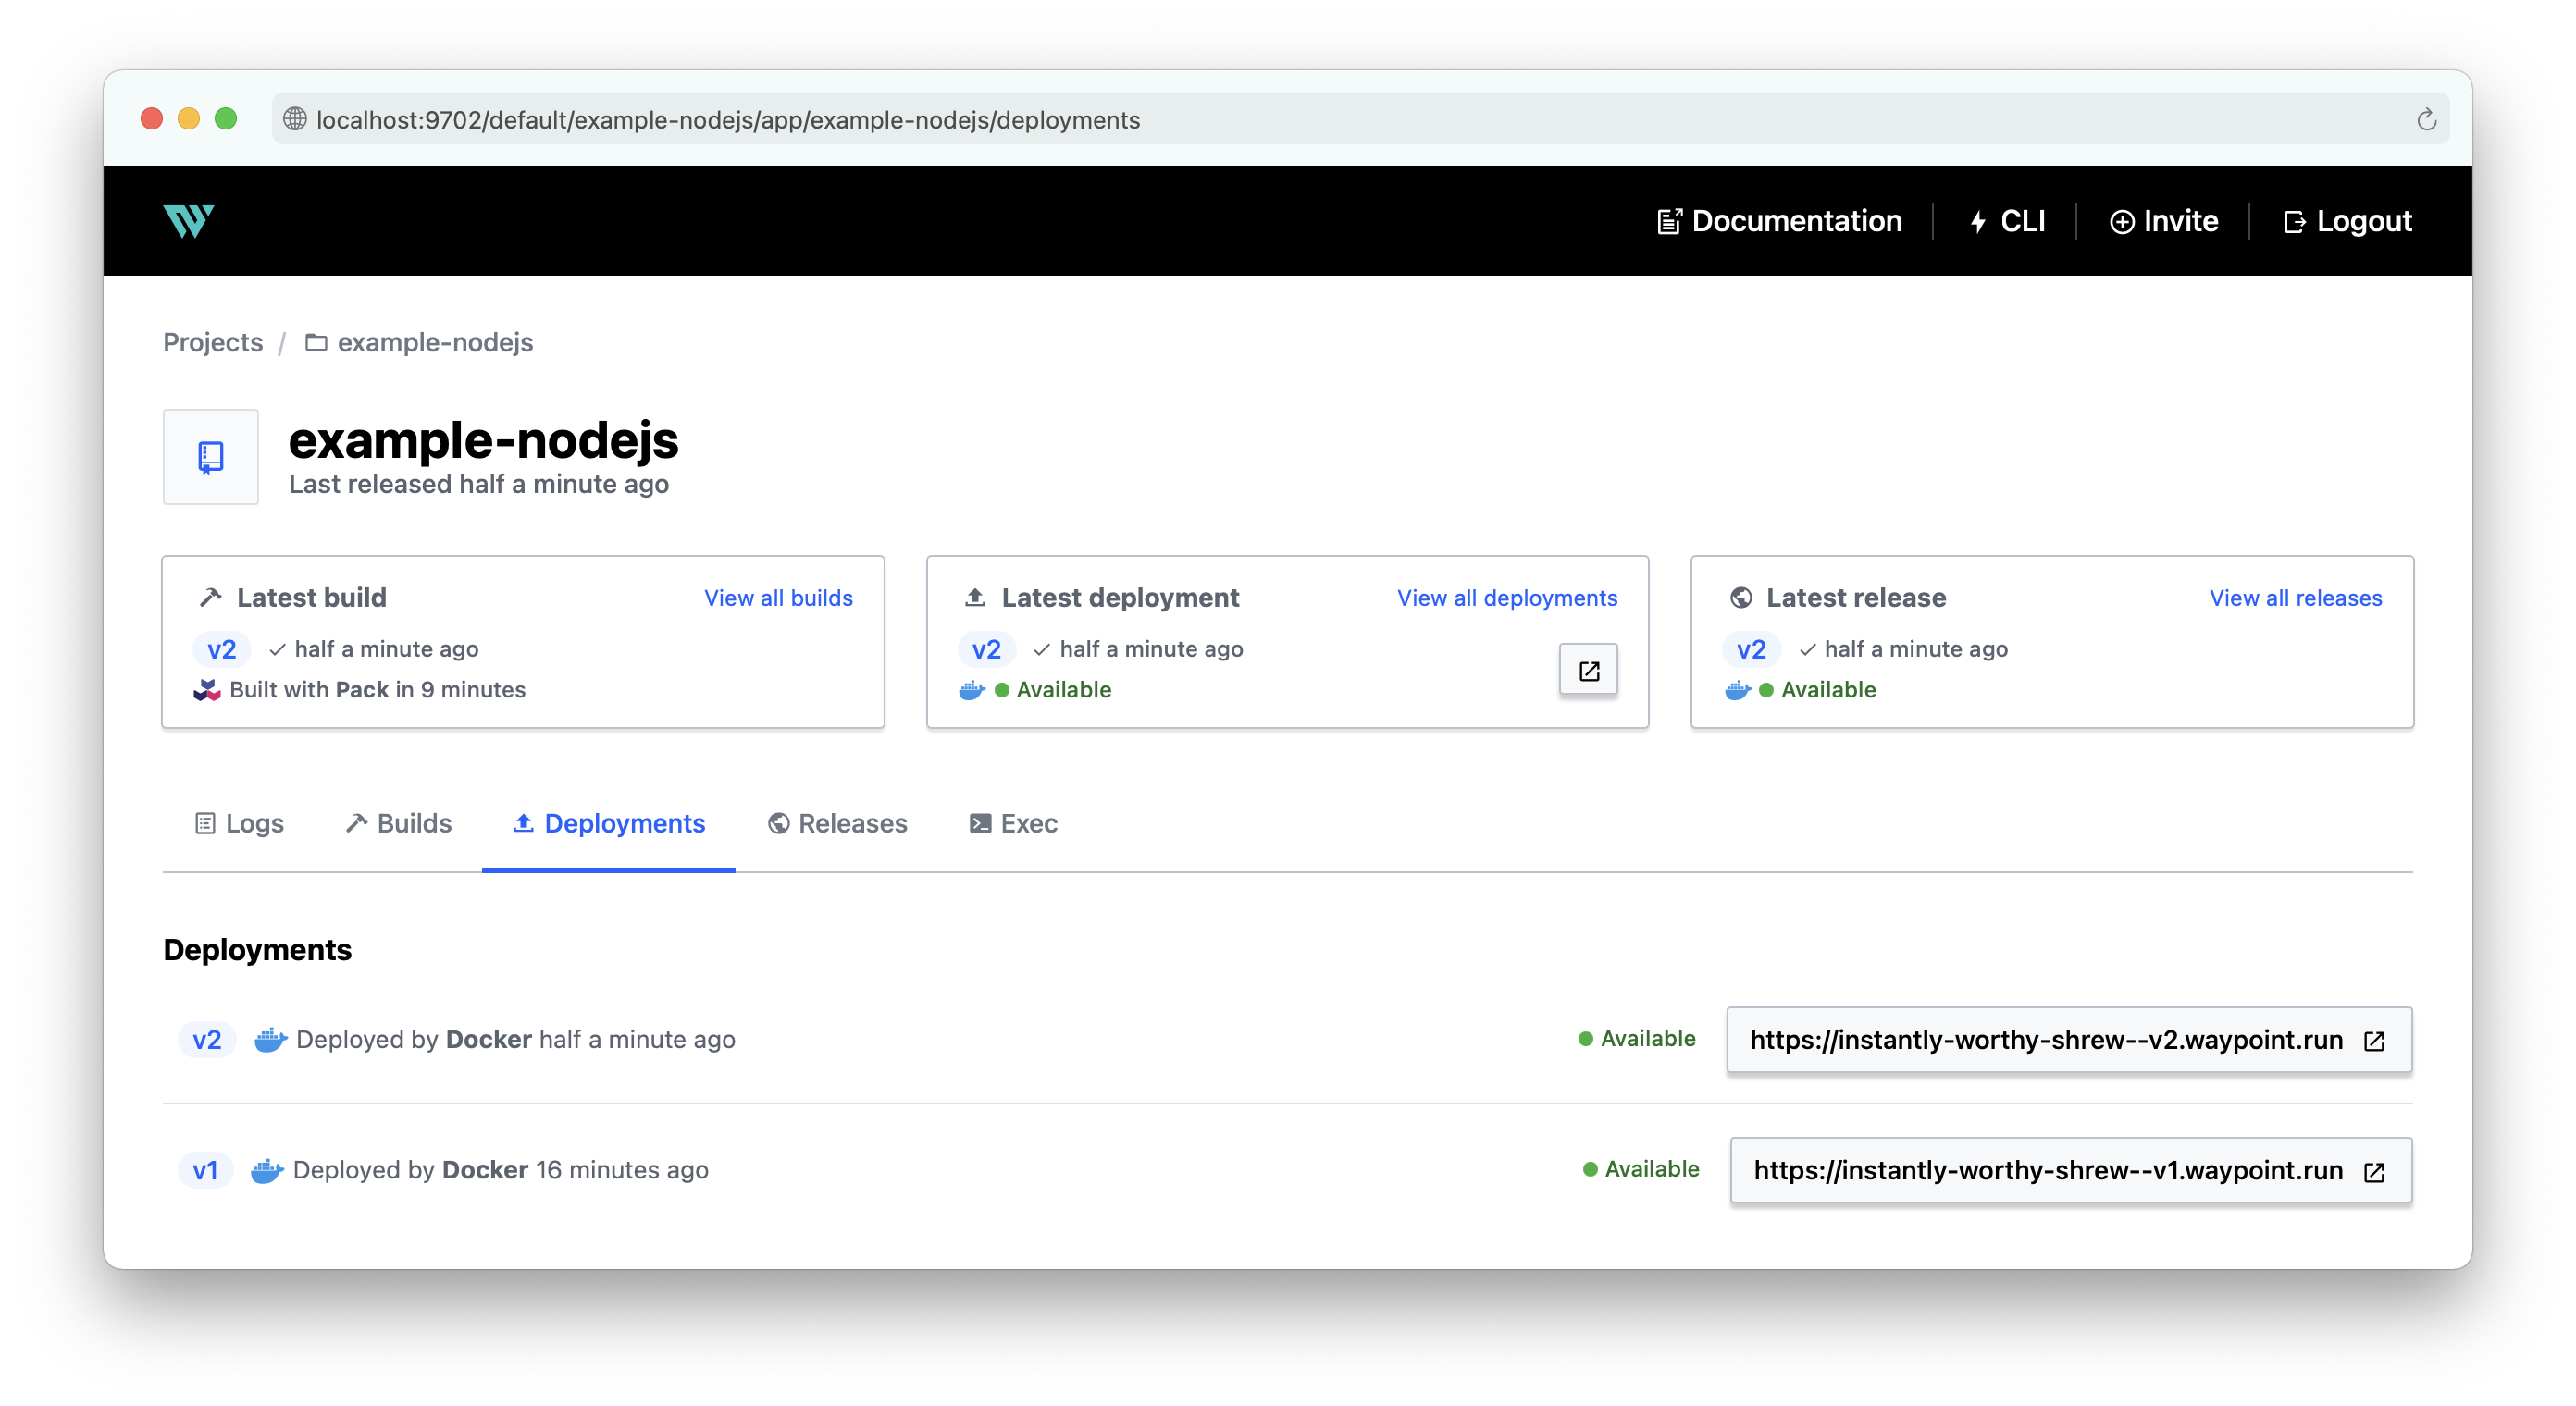 localhost:9702/default/example-nodejs/app/example-nodejs/deployments
Documentation
CLI
Invite
Logout
Projects / example-nodejs
example-nodejs
Last released half a minute ago
Latest build
View all builds
v2 half a minute ago
Built with Pack in 9 minutes
Latest deployment
View all deployments
v2 half a minute ago
Available
Latest release
View all releases
v2 half a minute ago
Available
Logs
Builds
Deployments
Releases
Exec
Deployments
v2 Deployed by Docker half a minute ago Available https://instantly-worthy-shrew--v2.waypoint.run
v1 Deployed by Docker 16 minutes ago Available https://instantly-worthy-shrew--v1.waypoint.run